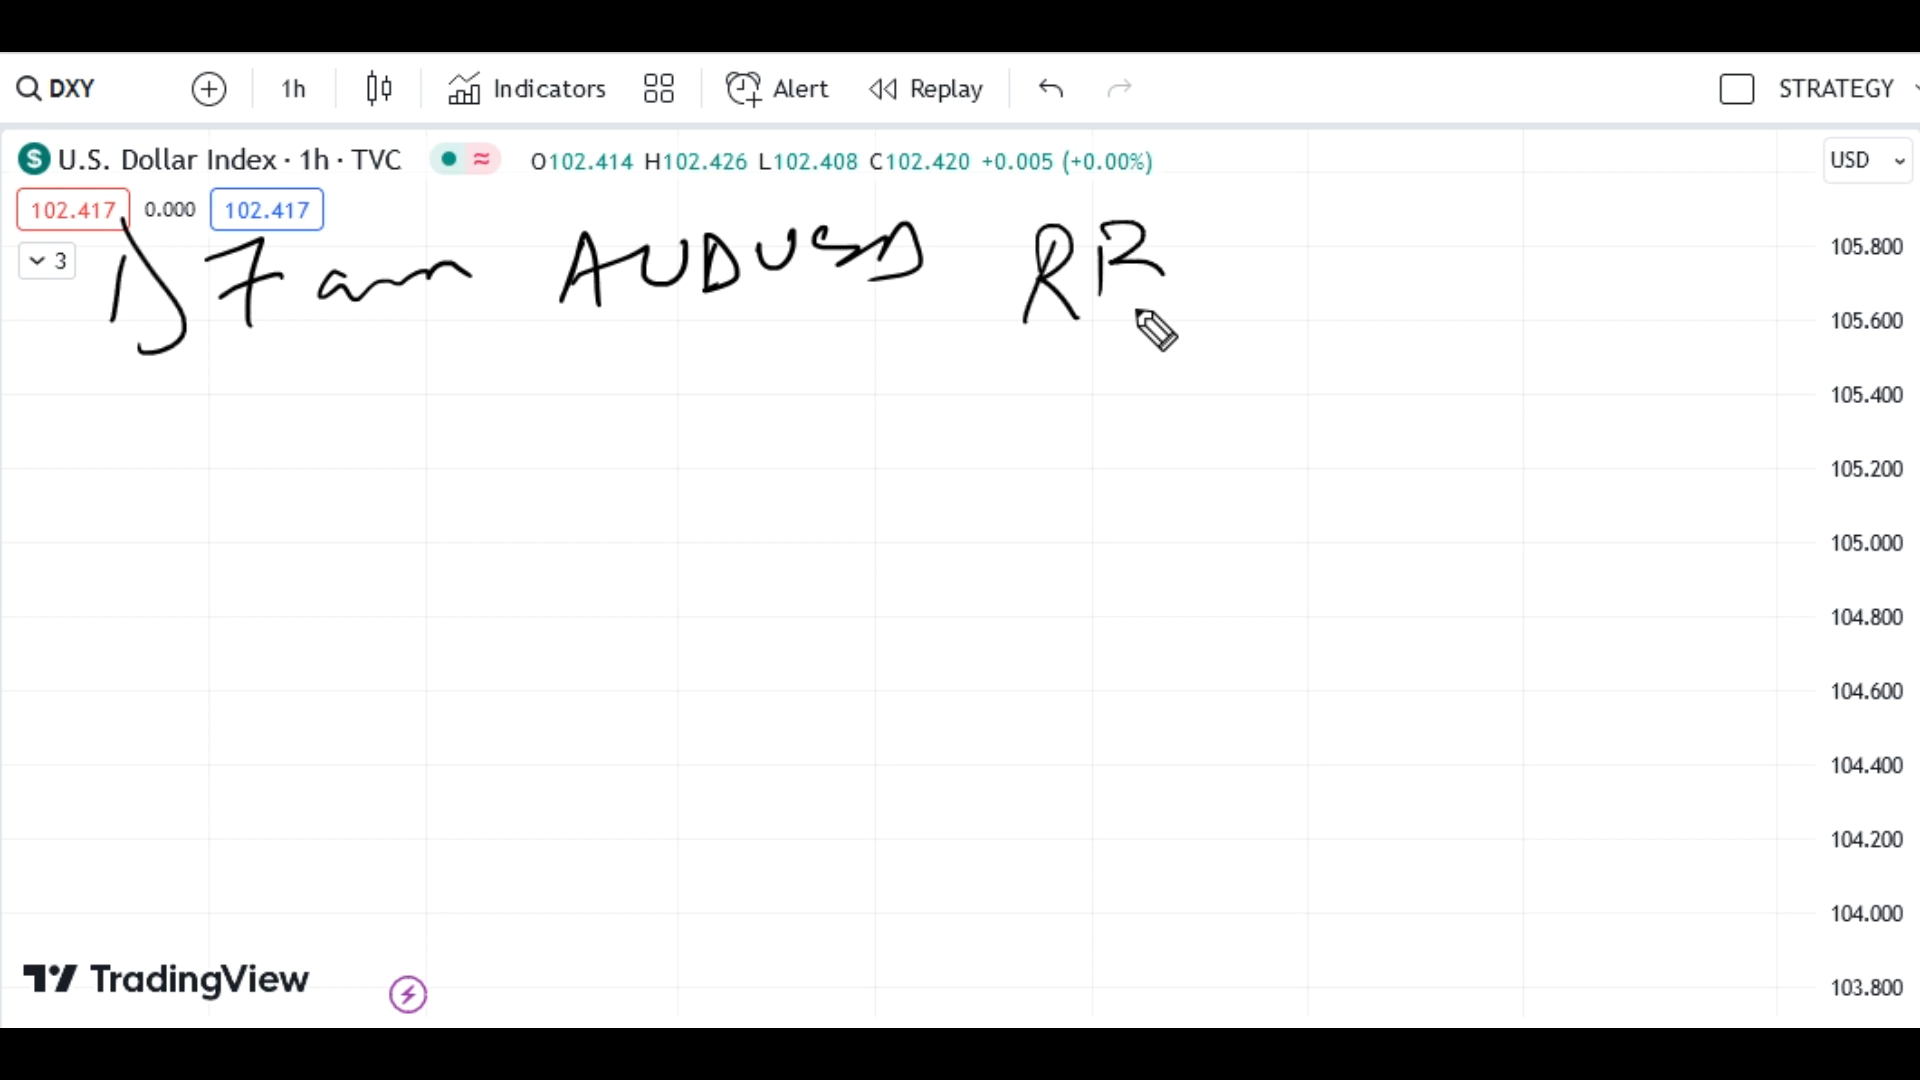 DXY 1h Indicators Alert Replay STRATEGY
U.S. Dollar Index · 1h · TVC O102.414 H102.426 L102.408 C102.420 +0.005 (+0.00%) USD
102.417 0.000 102.417
3
1) 7 am AUDUSD RR
105.800
105.600
105.400
105.200
105.000
104.800
104.600
104.400
104.200
104.000
103.800
TradingView